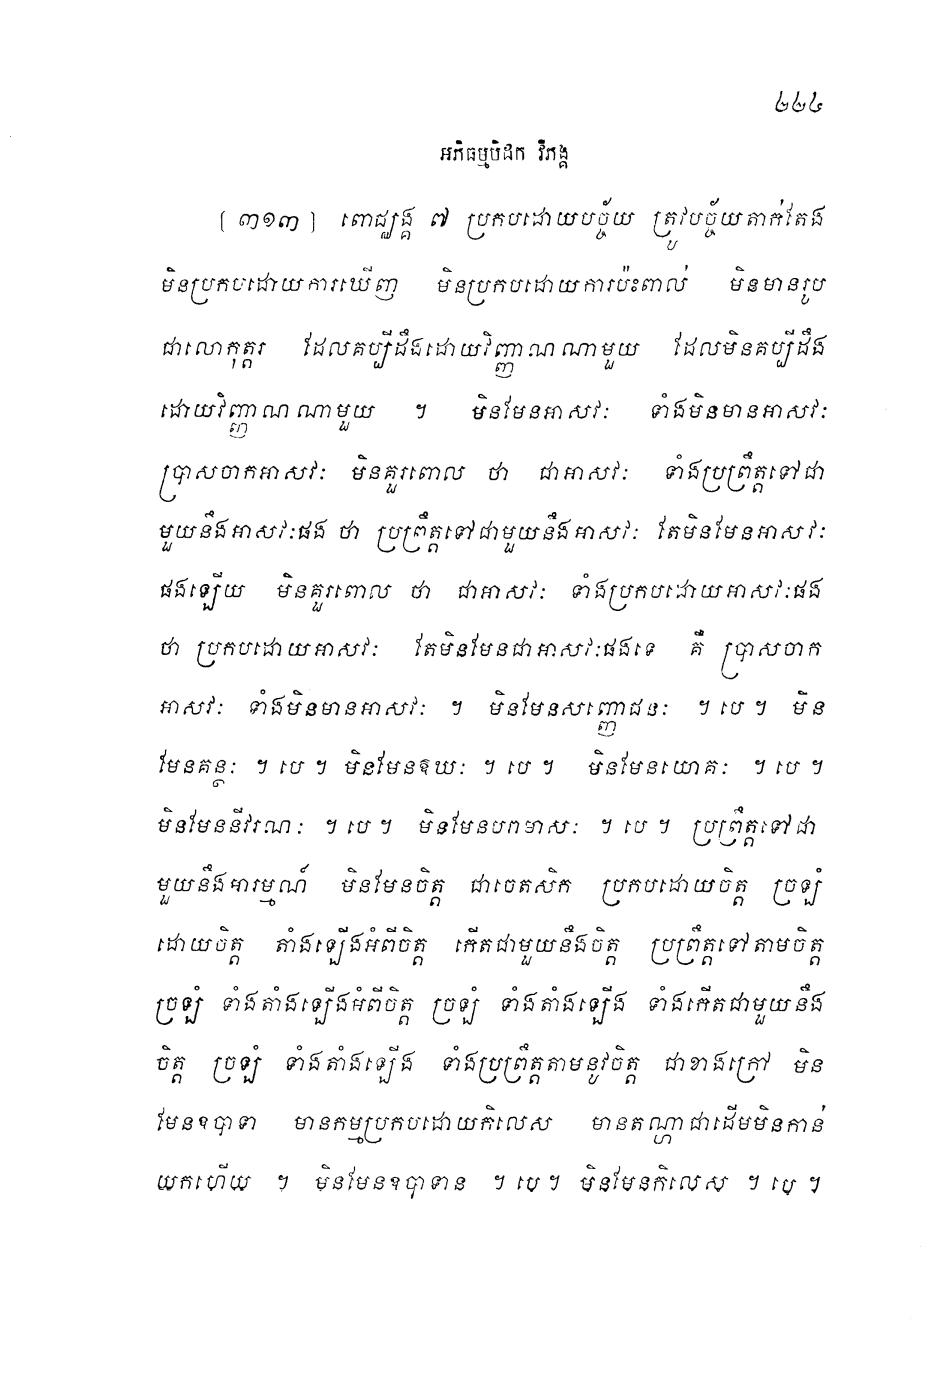 ២២៤
អភិធម្មបិដក វិភង្គ
[ ៣១៣ ] ពោជ្ឈង្គ ៧ ប្រកបដោយបច្ច័យ ត្រូវបច្ច័យតាក់តែង
មិនប្រកបដោយការឃើញ មិនប្រកបដោយការប៉ះពាល់ មិនមានរូប
ជាលោកុត្តរ ដែលគប្បីដឹងដោយវិញ្ញាណណាមួយ ដែលមិនគប្បីដឹង
ដោយវិញ្ញាណណាមួយ ។ មិនមែនអាសវៈ ទាំងមិនមានអាសវៈ
ប្រាសចាកអាសវៈ មិនគួរពោល ថា ជាអាសវៈ ទាំងប្រព្រឹត្តទៅជា
មួយនឹងអាសវៈផង ថា ប្រព្រឹត្តទៅជាមួយនឹងអាសវៈ តែមិនមែនអាសវៈ
ផងឡើយ មិនគួរពោល ថា ជាអាសវៈ ទាំងប្រកបដោយអាសវៈផង
ថា ប្រកបដោយអាសវៈ តែមិនមែនជាអាសវៈផងទេ គឺ ប្រាសចាក
អាសវៈ ទាំងមិនមានអាសវៈ ។ មិនមែនសញ្ញោជនៈ ។ បេ ។ មិន
មែនគន្ថៈ ។ បេ ។ មិនមែនឱឃៈ ។ បេ ។ មិនមែនយោគៈ ។ បេ ។
មិនមែននីវរណៈ ។ បេ ។ មិនមែនបរាមាសៈ ។ បេ ។ ប្រព្រឹត្តទៅជា
មួយនឹងអារម្មណ៍ មិនមែនចិត្ត ជាចេតសិក ប្រកបដោយចិត្ត ច្រឡំ
ដោយចិត្ត តាំងឡើងអំពីចិត្ត កើតជាមួយនឹងចិត្ត ប្រព្រឹត្តទៅតាមចិត្ត
ច្រឡំ ទាំងតាំងឡើងអំពីចិត្ត ច្រឡំ ទាំងតាំងឡើង ទាំងកើតជាមួយនឹង
ចិត្ត ច្រឡំ ទាំងតាំងឡើង ទាំងប្រព្រឹត្តតាមនូវចិត្ត ជាខាងក្រៅ មិន
មែនឧបាទា មានកម្មប្រកបដោយកិលេស មានតណ្ហាជាដើមមិនកាន់
យកហើយ ។ មិនមែនឧបាទាន ។ បេ ។ មិនមែនកិលេស ។ បេ ។